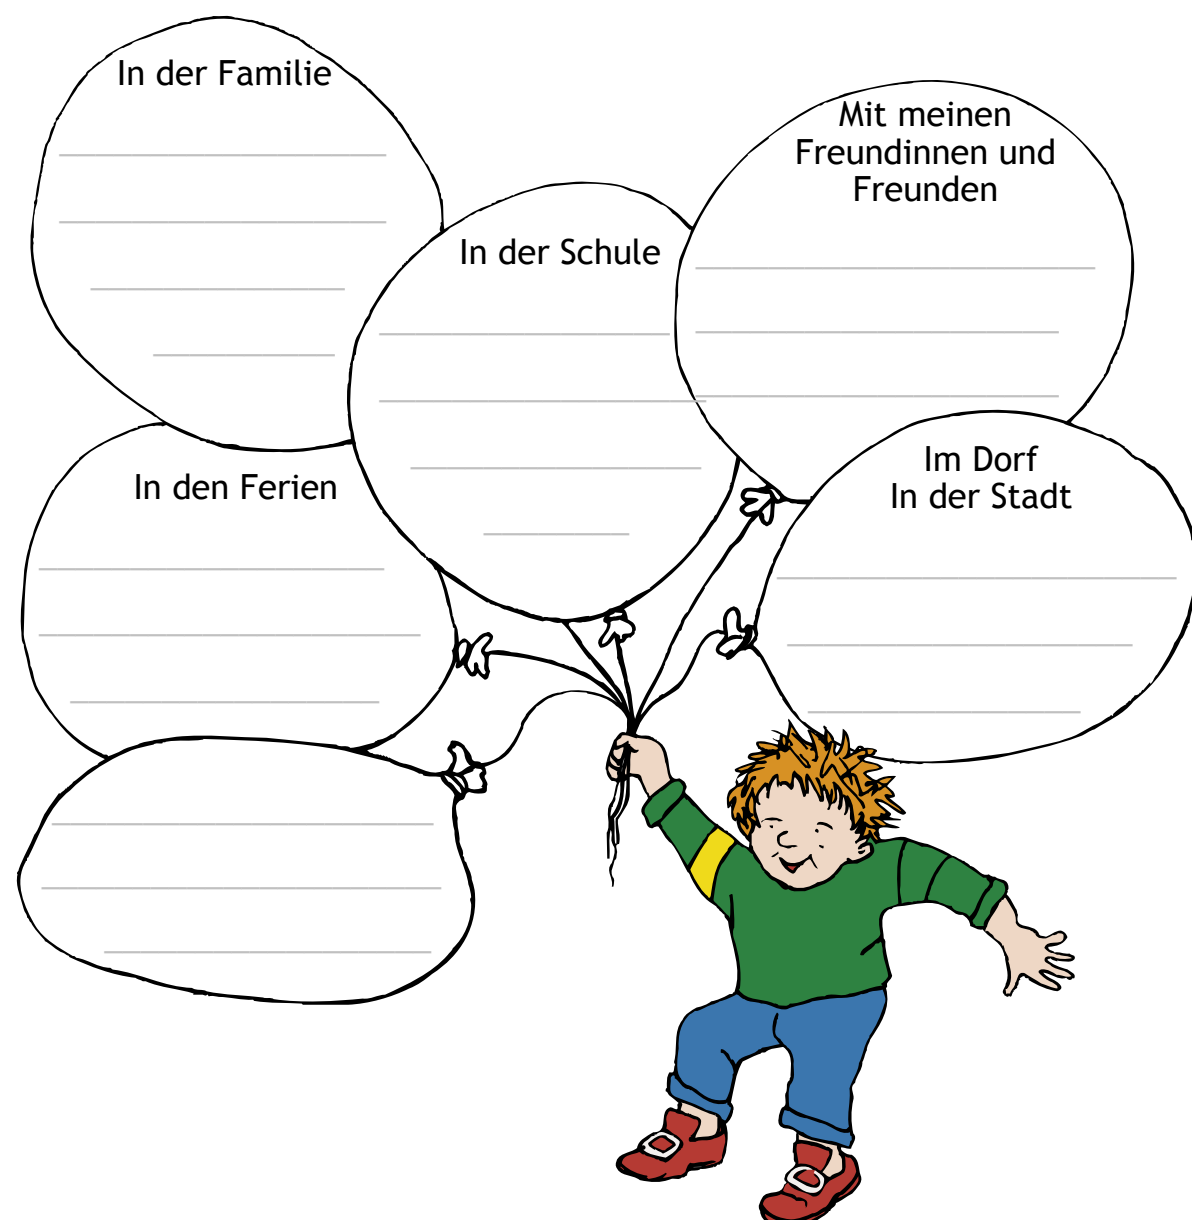 In der Familie
Mit meinen
Freundinnen und
Freunden
In der Schule
Im Dorf
In der Stadt
In den Ferien